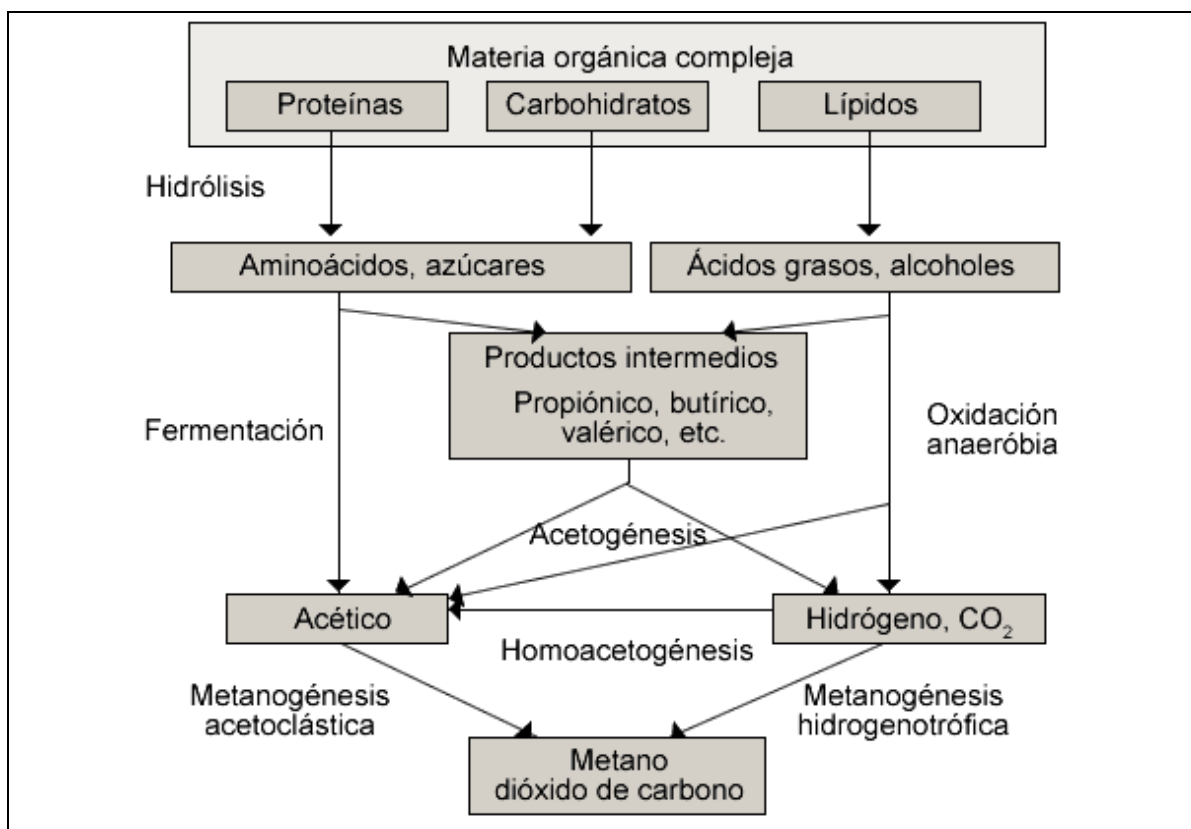 Materia orgánica compleja
Proteínas
Carbohidratos
Lípidos
Hidrólisis
Aminoácidos, azúcares
Ácidos grasos, alcoholes
Productos intermedios
Propiónico, butírico,
valérico, etc.
Fermentación
Oxidación
anaeróbia
Acetogénesis
Acético
Hidrógeno, CO₂
Homoacetogénesis
Metanogénesis
acetoclástica
Metanogénesis
hidrogenotrófica
Metano
dióxido de carbono